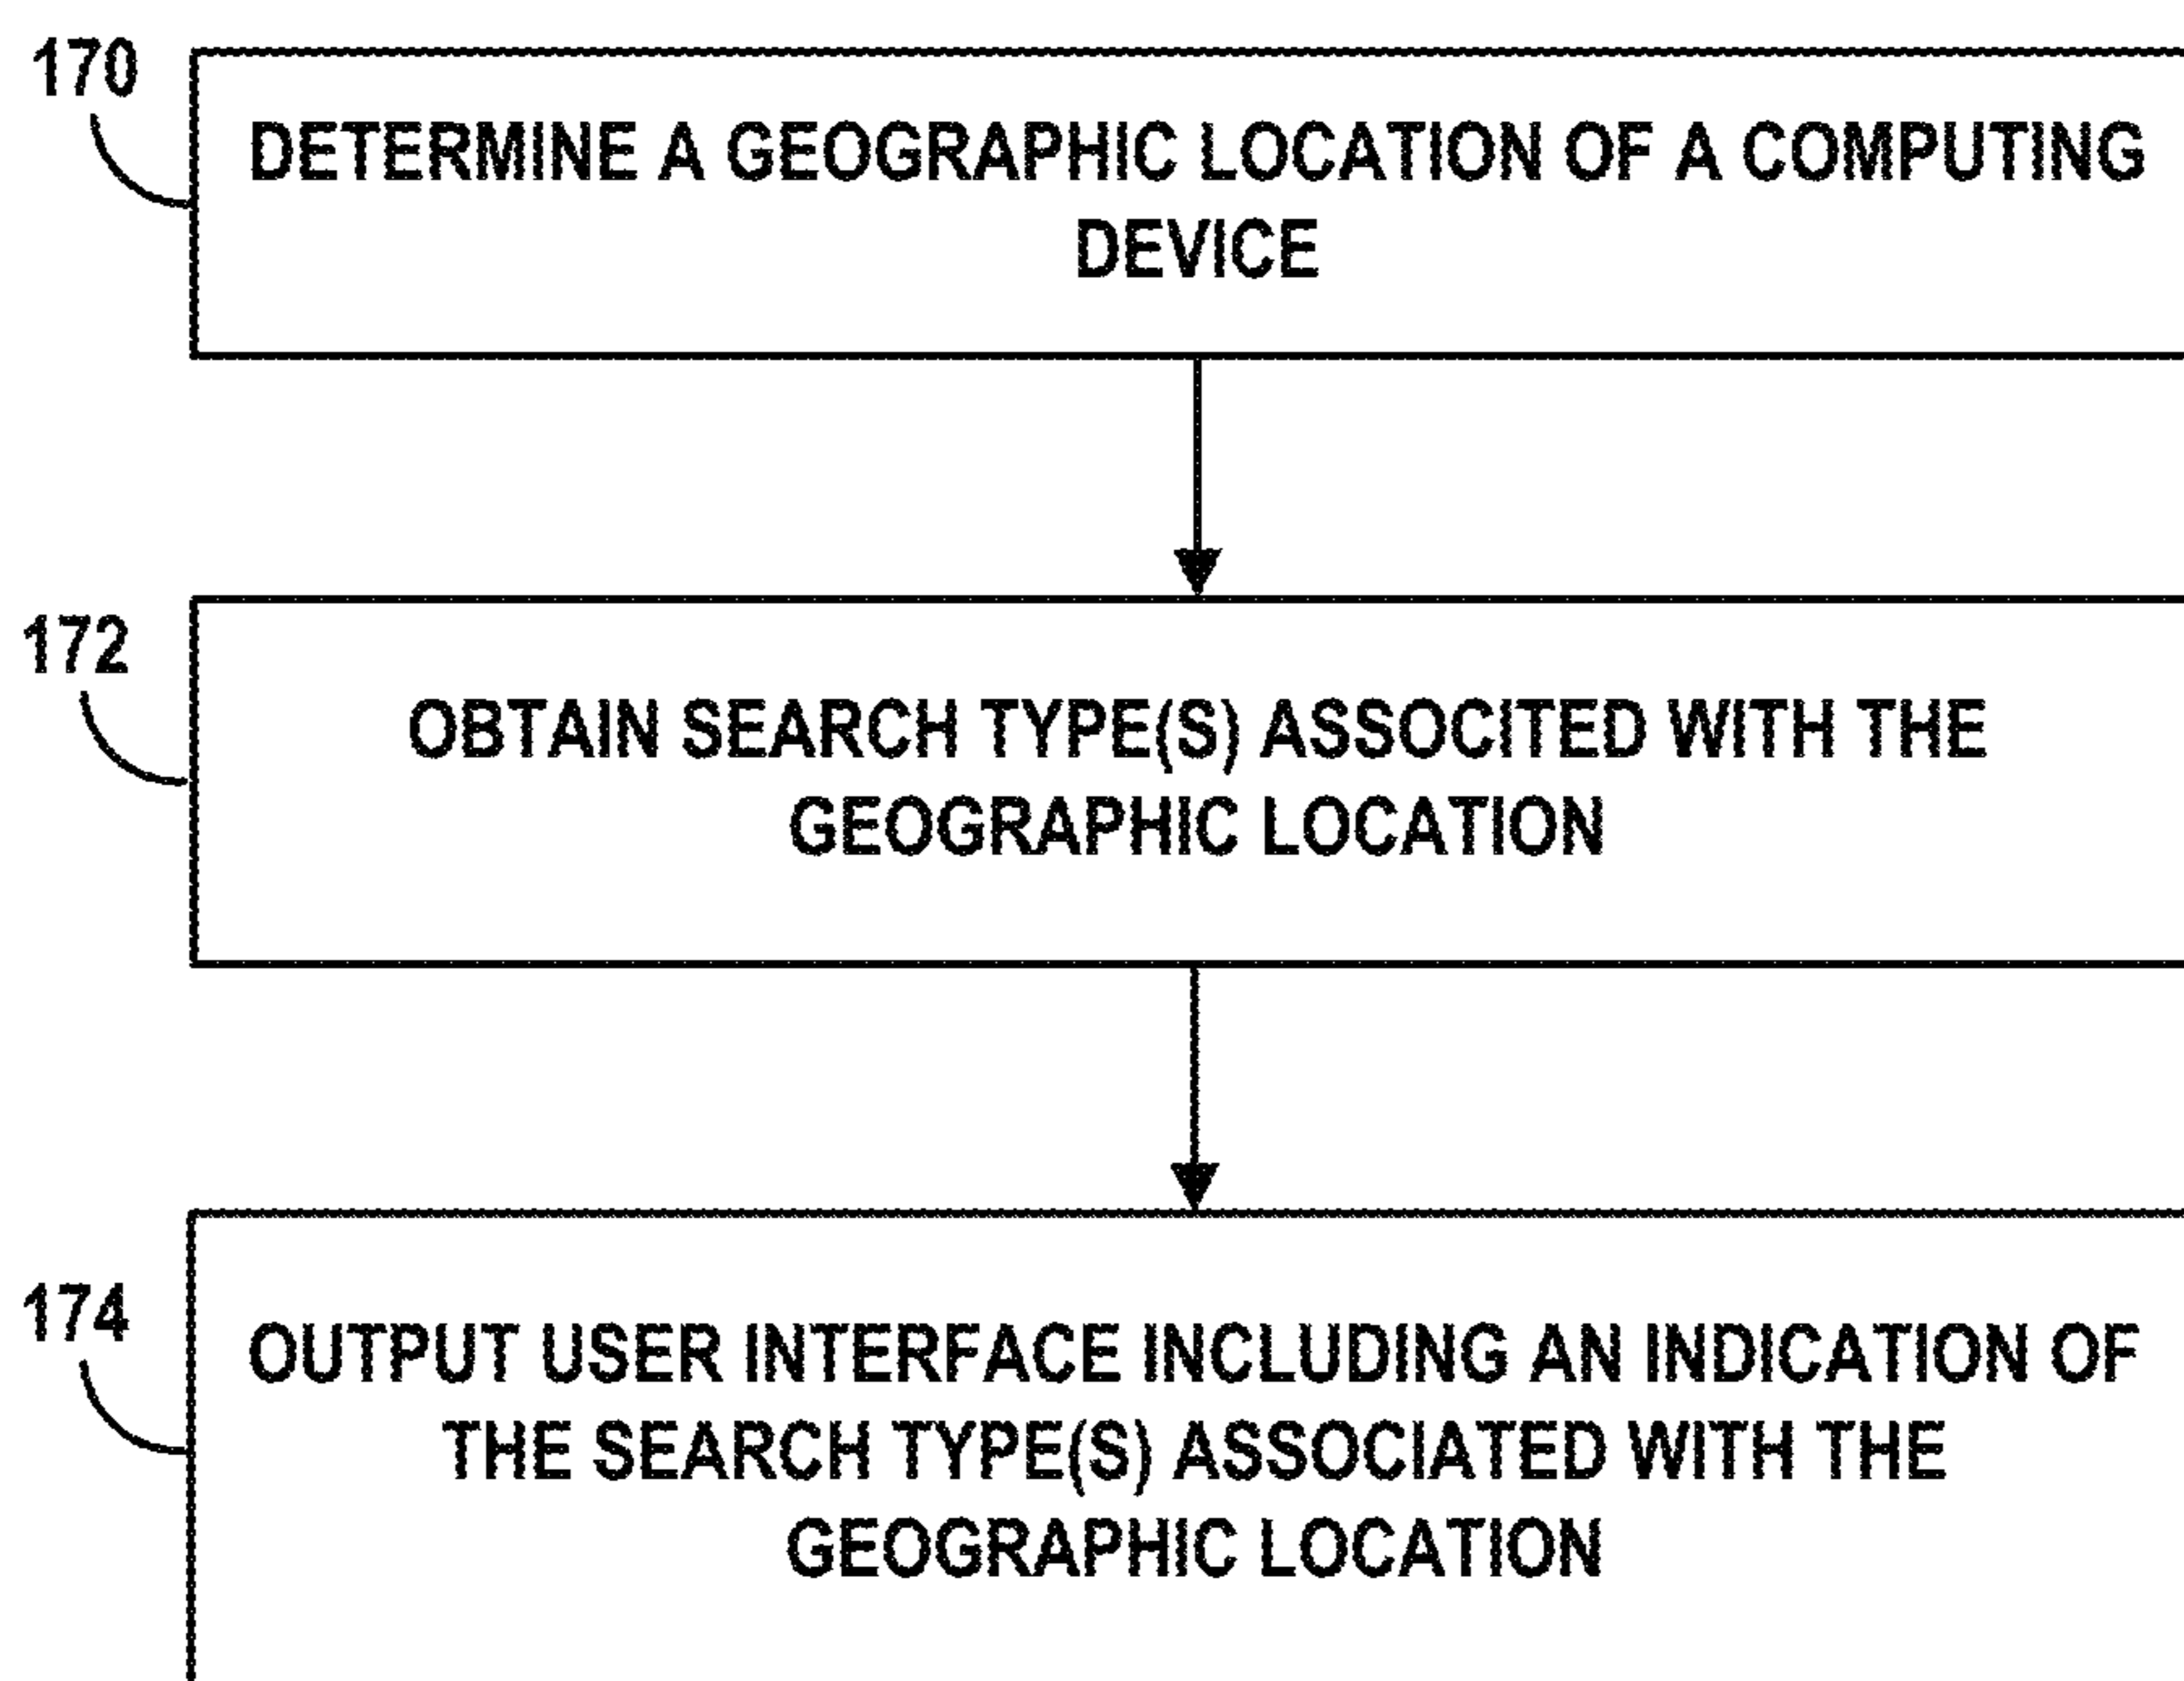 170
DETERMINE A GEOGRAPHIC LOCATION OF A COMPUTING
DEVICE
172
OBTAIN SEARCH TYPE(S) ASSOCITED WITH THE
GEOGRAPHIC LOCATION
174
OUTPUT USER INTERFACE INCLUDING AN INDICATION OF
THE SEARCH TYPE(S) ASSOCIATED WITH THE
GEOGRAPHIC LOCATION